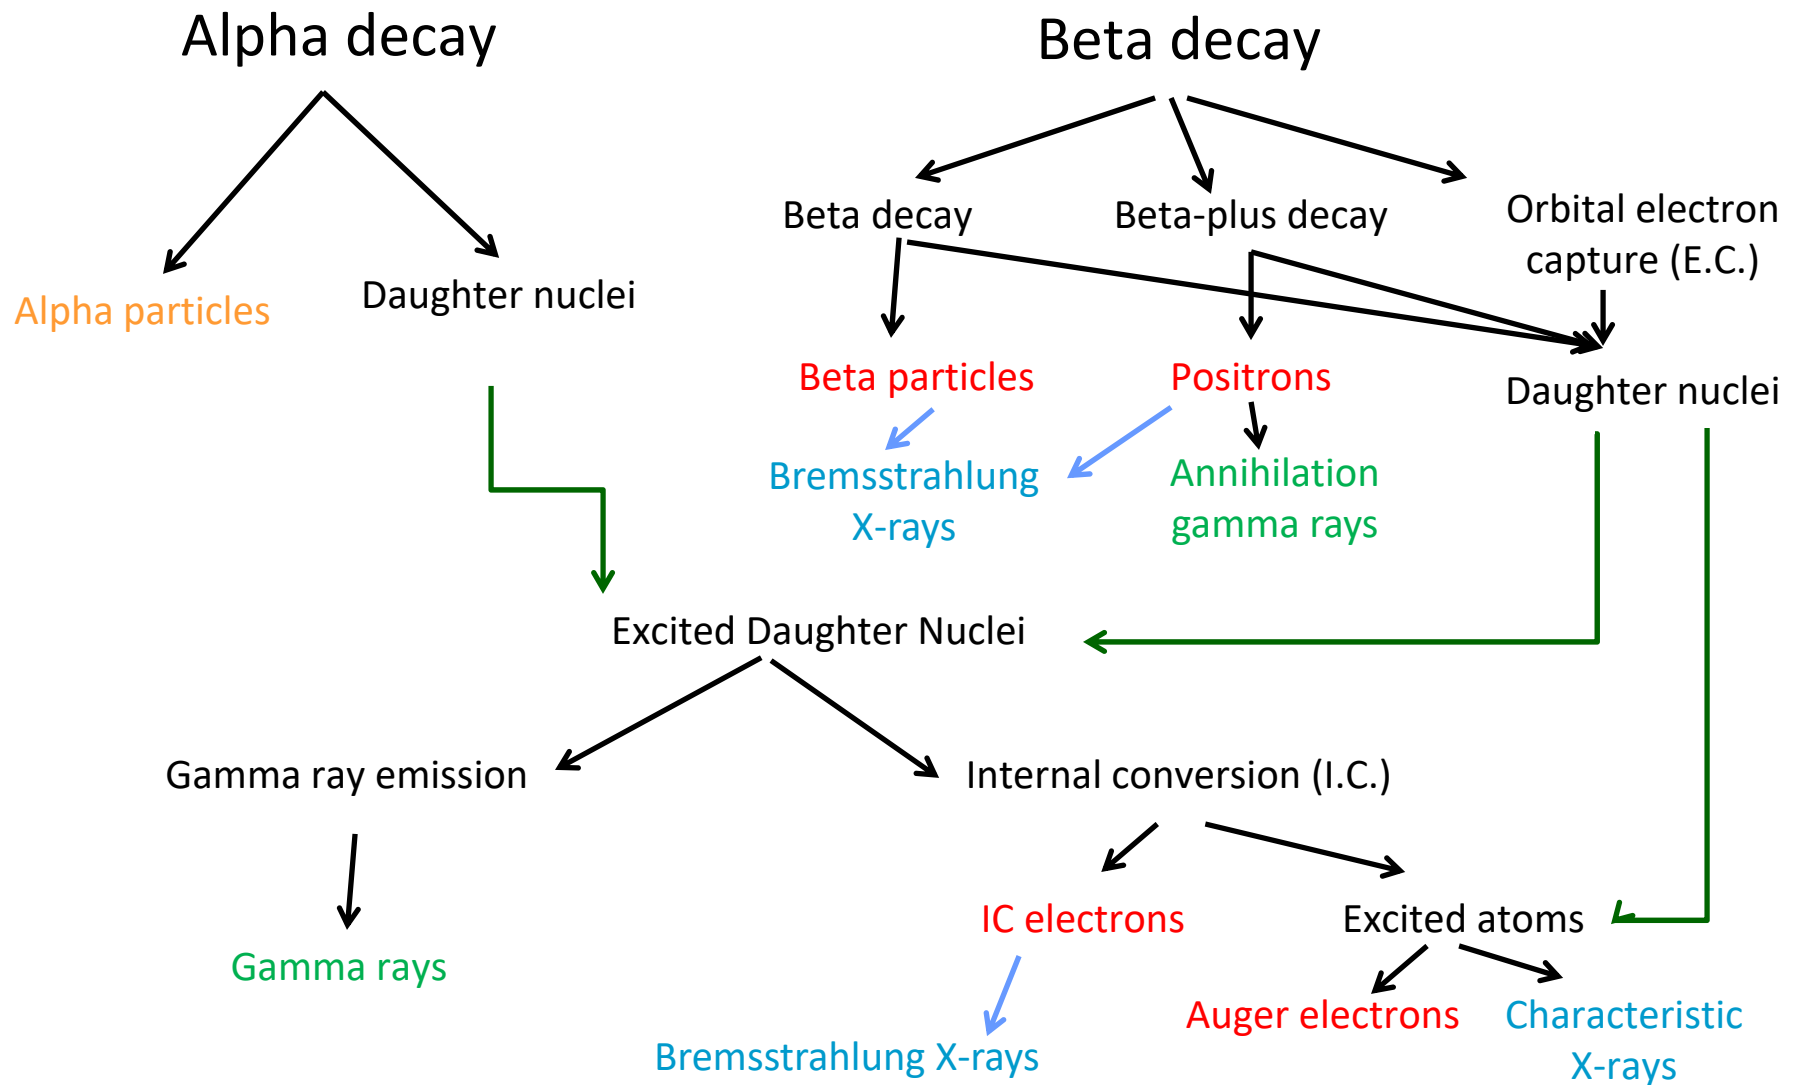 Alpha decay
Beta decay
Beta decay
Beta-plus decay
Orbital electron
capture (E.C.)
Alpha particles
Daughter nuclei
Beta particles
Positrons
Daughter nuclei
Bremsstrahlung
X-rays
Annihilation
gamma rays
Excited Daughter Nuclei
Gamma ray emission
Internal conversion (I.C.)
Gamma rays
IC electrons
Excited atoms
Bremsstrahlung X-rays
Auger electrons
Characteristic
X-rays